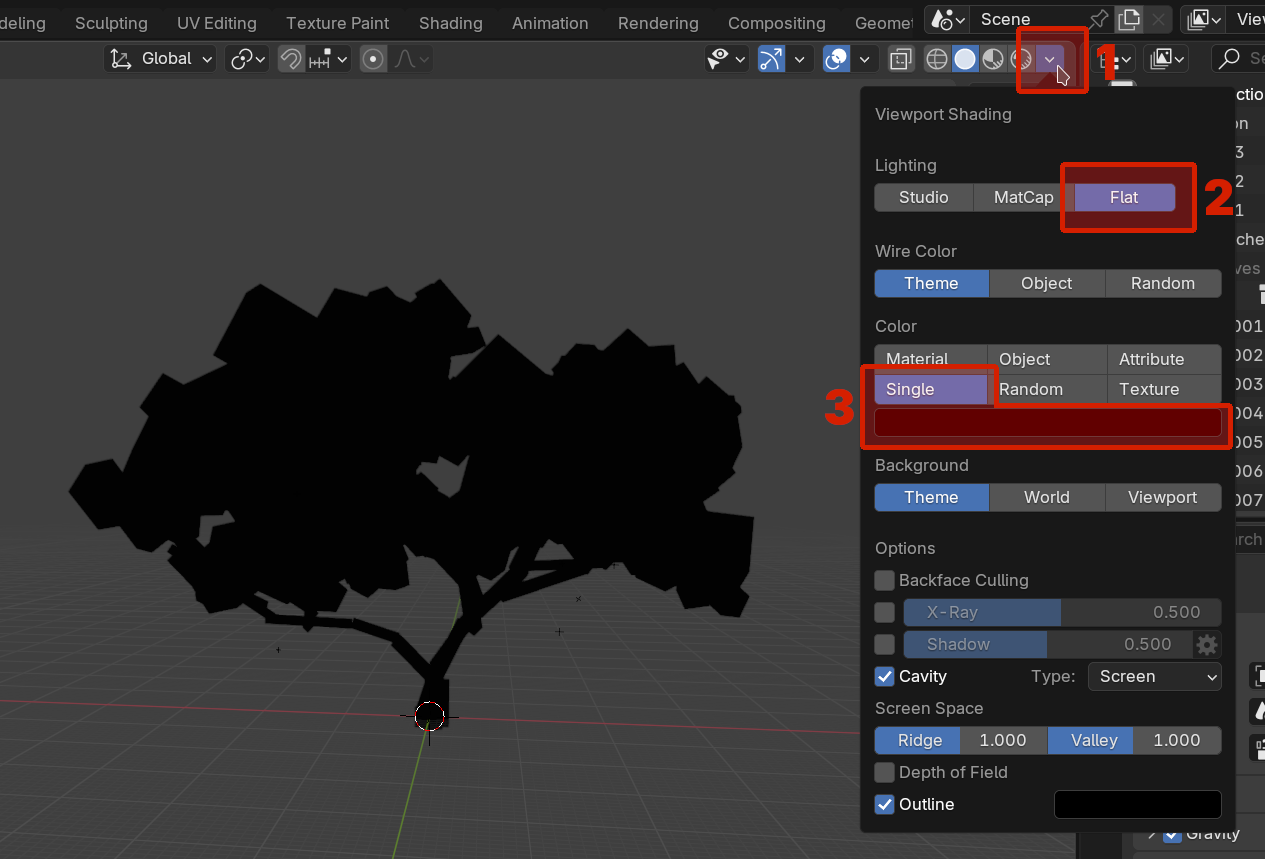 deling Sculpting UV Editing Texture Paint Shading Animation Rendering Compositing Geomet Scene View
Global 1
Viewport Shading
ctio
on
Lighting
3
Studio MatCap Flat 2
2
1
che
Wire Color
ves
Theme Object Random
Color
001
Material Object Attribute
002
Single Random Texture
003
3
004
005
Background
006
Theme World Viewport
007
arch
Options
Backface Culling
X-Ray 0.500
Shadow 0.500
Cavity Type: Screen
Screen Space
Ridge 1.000 Valley 1.000
Depth of Field
Outline
Gravity